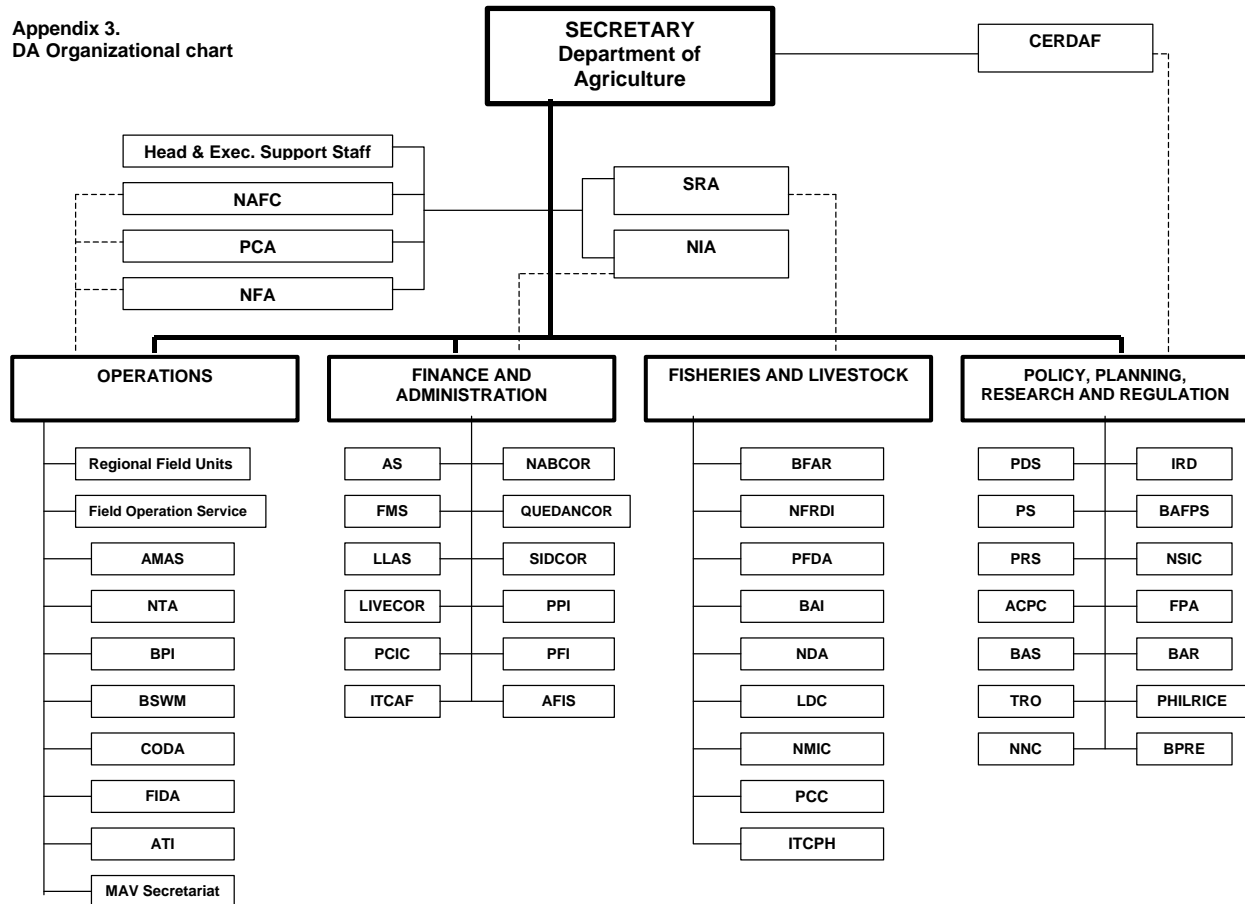 Appendix 3.
DA Organizational chart
SECRETARY
Department of
Agriculture
CERDAF
Head & Exec. Support Staff
NAFC
PCA
NFA
SRA
NIA
OPERATIONS
Regional Field Units
Field Operation Service
AMAS
NTA
BPI
BSWM
CODA
FIDA
ATI
MAV Secretariat
FINANCE AND
ADMINISTRATION
AS
NABCOR
FMS
QUEDANCOR
LLAS
SIDCOR
LIVECOR
PPI
PCIC
PFI
ITCAF
AFIS
FISHERIES AND LIVESTOCK
BFAR
NFRDI
PFDA
BAI
NDA
LDC
NMIC
PCC
ITCPH
POLICY, PLANNING,
RESEARCH AND REGULATION
PDS
IRD
PS
BAFPS
PRS
NSIC
ACPC
FPA
BAS
BAR
TRO
PHILRICE
NNC
BPRE